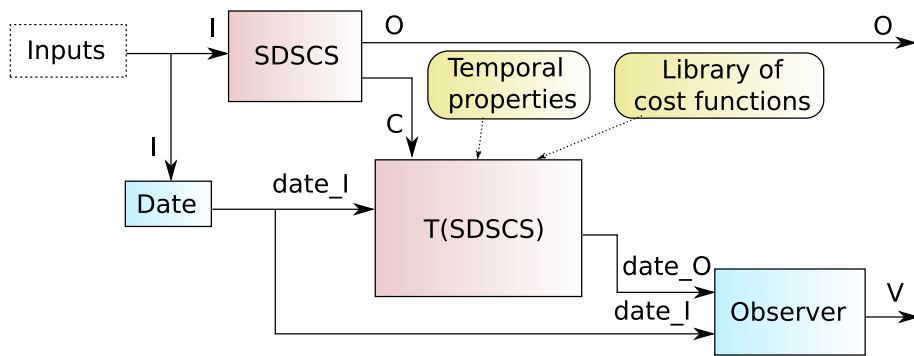 I
O
O
Inputs
SDSCS
Temporal
properties
Library of
cost functions
C
I
date_I
Date
T(SDSCS)
date_O
V
date_I
Observer